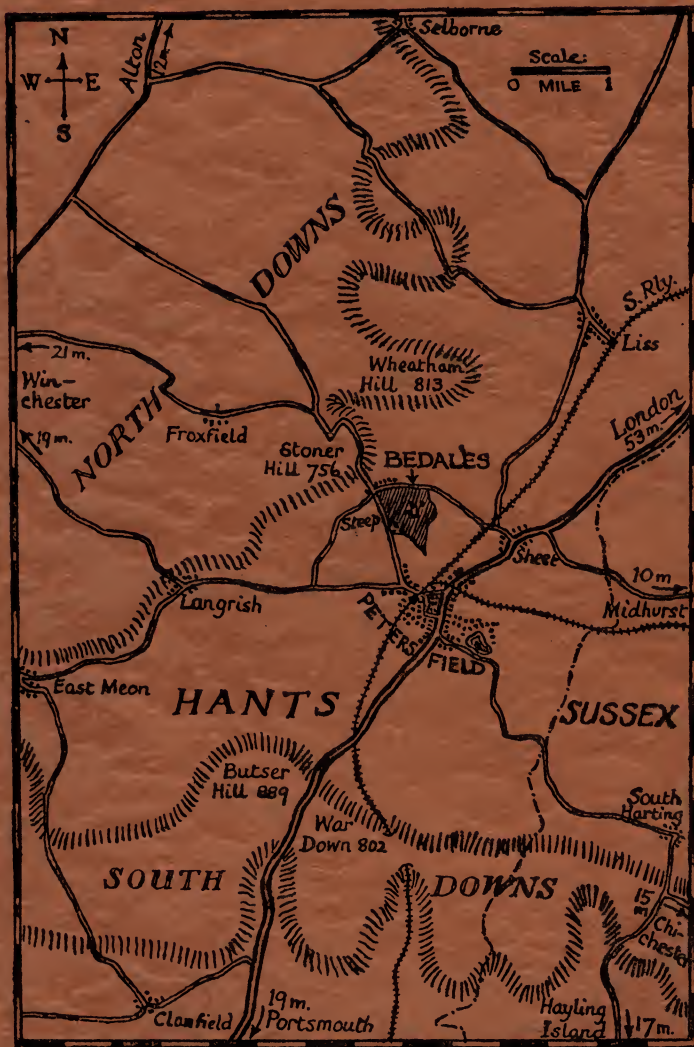 N
W E
S
Alton
12m
Selborne
Scale:
0 MILE 1
NORTH DOWNS
S. Rly.
Liss
21m.
Win-
chester
19m.
Wheatham
Hill 813
London
53m.
Froxfield
Stoner
Hill 756
BEDALES
Steep
Sheet
10m
Midhurst
Langrish
PETERS
FIELD
East Meon
HANTS
SUSSEX
Butser
Hill 889
War
Down 802
South
Harting
SOUTH DOWNS
15
m
Chi-
chester
Clanfield
19m.
Portsmouth
Hayling
Island
17m.